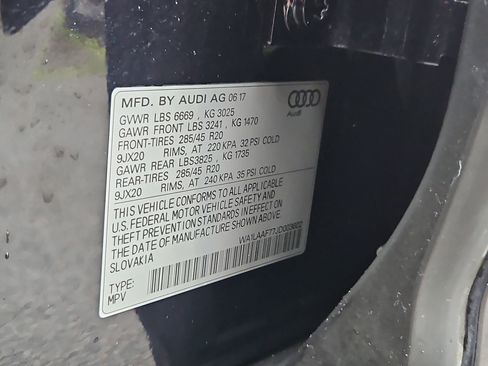 MFD. BY AUDI AG 06 17
GVWR LBS 6669 , KG 3025
GAWR FRONT LBS 3241 , KG 1470
FRONT-TIRES 285/45 R20
9JX20 RIMS, AT 220 KPA 32 PSI COLD
GAWR REAR LBS3825 , KG 1735
REAR-TIRES 285/45 R20
9JX20 RIMS, AT 240 KPA 35 PSI COLD
THIS VEHICLE CONFORMS TO ALL APPLICABLE
U.S. FEDERAL MOTOR VEHICLE SAFETY AND
THEFT PREVENTION STANDARDS IN EFFECT ON
THE DATE OF MANUFACTURE SHOWN ABOVE.
SLOVAKIA
TYPE:
MPV
Audi